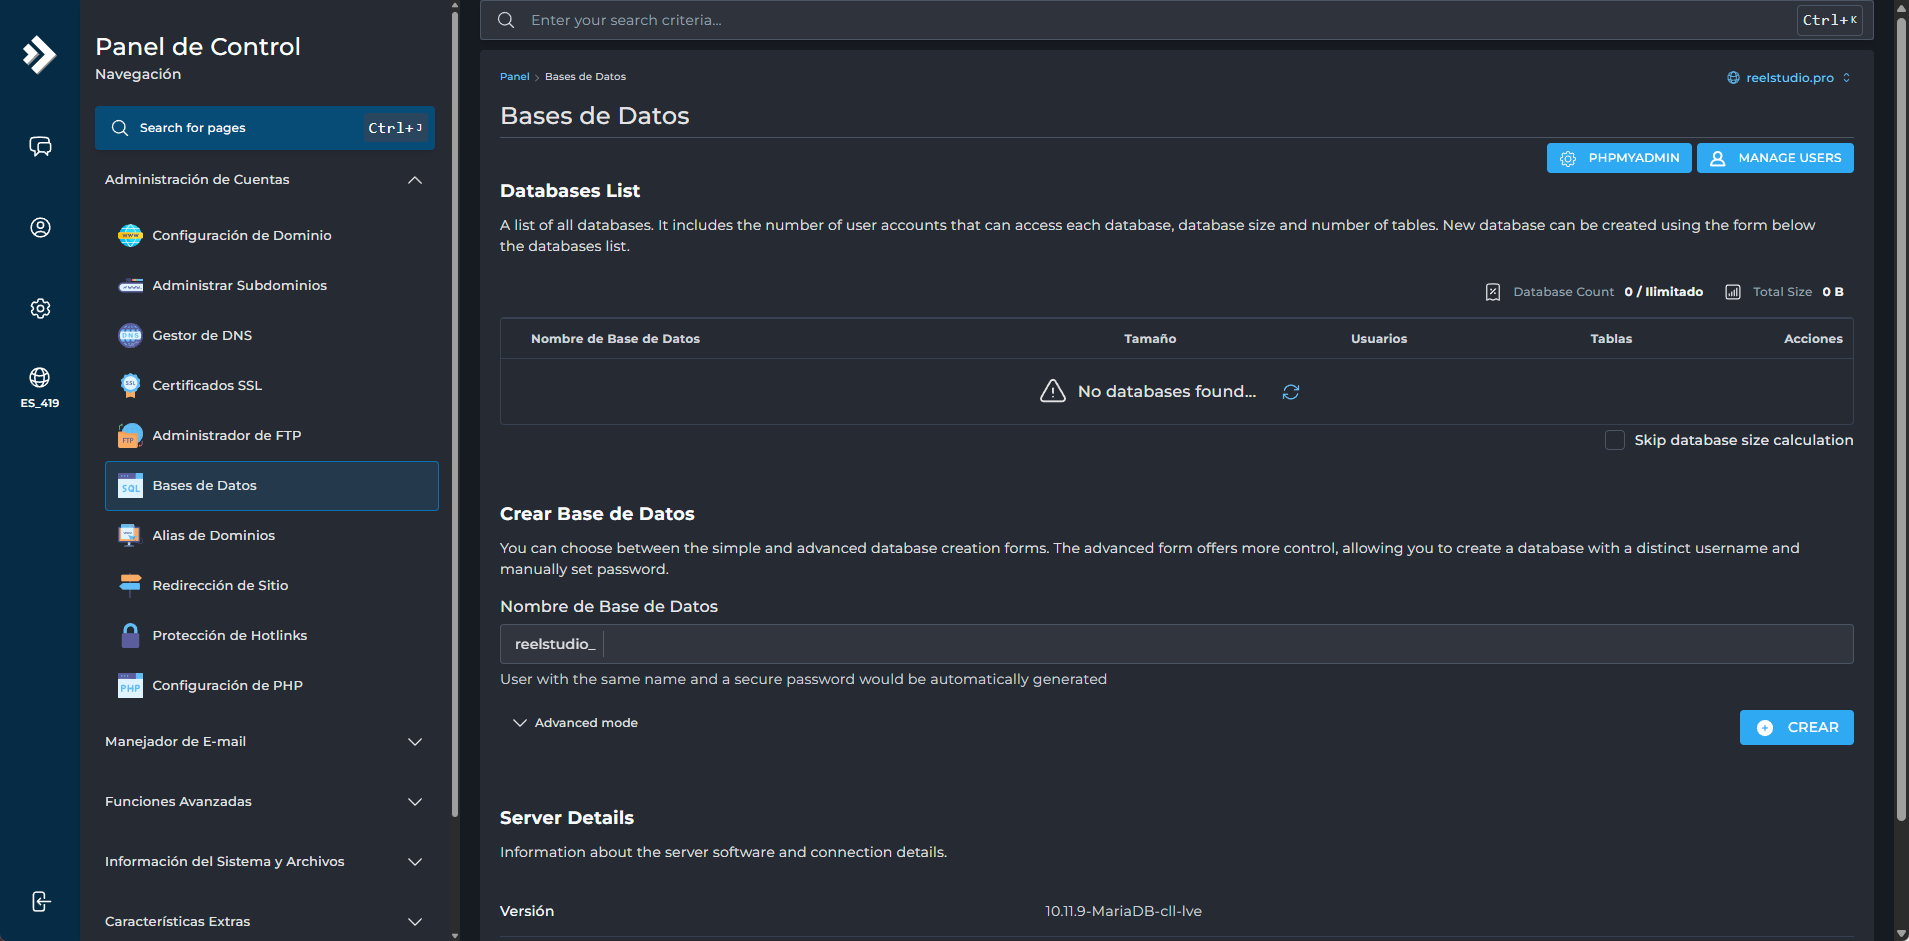 Panel de Control
Navegación
Search for pages
Ctrl+J
Administración de Cuentas
www
Configuración de Dominio
Administrar Subdominios
DNS
Gestor de DNS
SSL
Certificados SSL
FTP
Administrador de FTP
SQL
Bases de Datos
Alias de Dominios
Redirección de Sitio
Protección de Hotlinks
PHP
Configuración de PHP
Manejador de E-mail
Funciones Avanzadas
Información del Sistema y Archivos
Características Extras
ES_419
Enter your search criteria...
Ctrl+K
Panel > Bases de Datos
reelstudio.pro
Bases de Datos
PHPMYADMIN
MANAGE USERS
Databases List
A list of all databases. It includes the number of user accounts that can access each database, database size and number of tables. New database can be created using the form below
the databases list.
Database Count 0 / Ilimitado
Total Size 0 B
Nombre de Base de Datos Tamaño Usuarios Tablas Acciones
No databases found...
Skip database size calculation
Crear Base de Datos
You can choose between the simple and advanced database creation forms. The advanced form offers more control, allowing you to create a database with a distinct username and
manually set password.
Nombre de Base de Datos
reelstudio_
User with the same name and a secure password would be automatically generated
Advanced mode
CREAR
Server Details
Information about the server software and connection details.
Versión 10.11.9-MariaDB-cll-lve